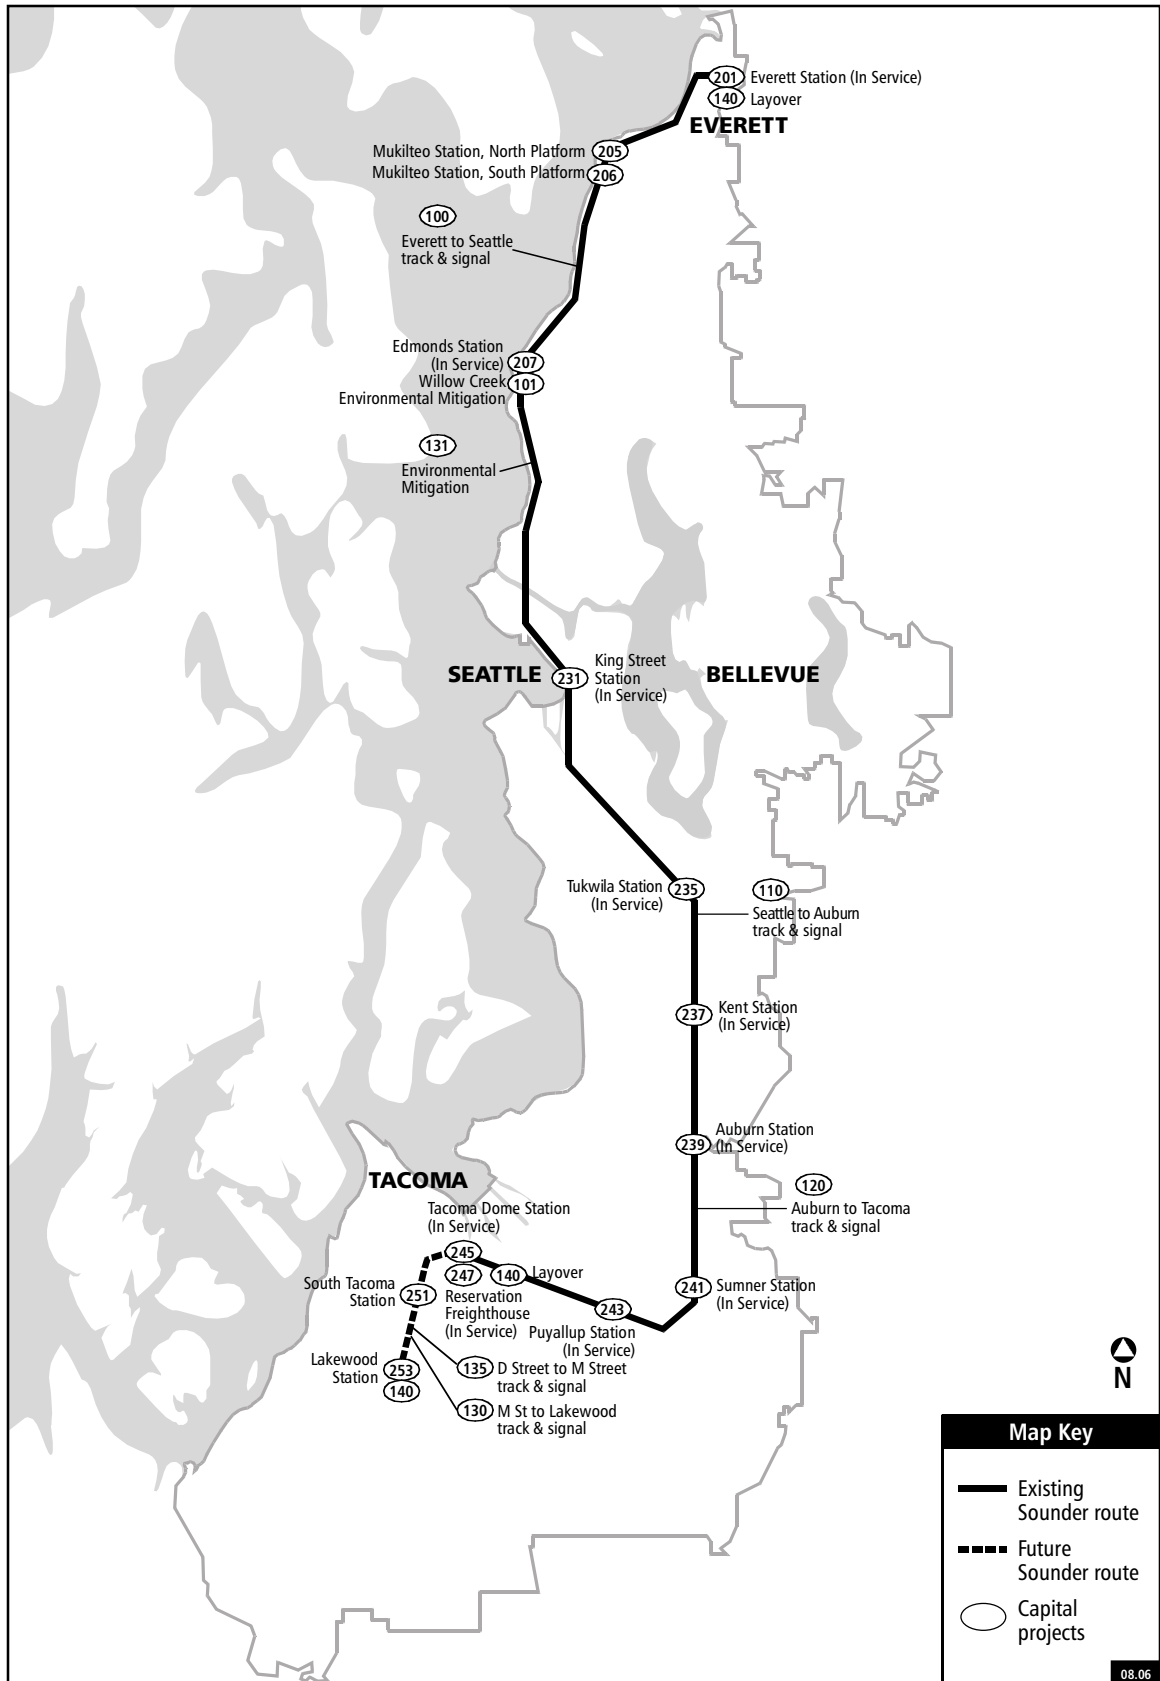 201 Everett Station (In Service)
140 Layover
EVERETT
Mukilteo Station, North Platform 205
Mukilteo Station, South Platform 206
100
Everett to Seattle
track & signal
Edmonds Station
(In Service) 207
Willow Creek 101
Environmental Mitigation
131
Environmental
Mitigation
SEATTLE 231
King Street
Station
(In Service)
BELLEVUE
Tukwila Station 235
(In Service)
110
Seattle to Auburn
track & signal
237 Kent Station
(In Service)
239 Auburn Station
(In Service)
120
Auburn to Tacoma
track & signal
TACOMA
Tacoma Dome Station
(In Service)
245
247 140 Layover
Reservation
Freighthouse
(In Service)
South Tacoma
Station 251
241 Sumner Station
(In Service)
243
Puyallup Station
(In Service)
Lakewood
Station 253
140
135 D Street to M Street
track & signal
130 M St to Lakewood
track & signal
N
Map Key
Existing
Sounder route
Future
Sounder route
Capital
projects
08.06